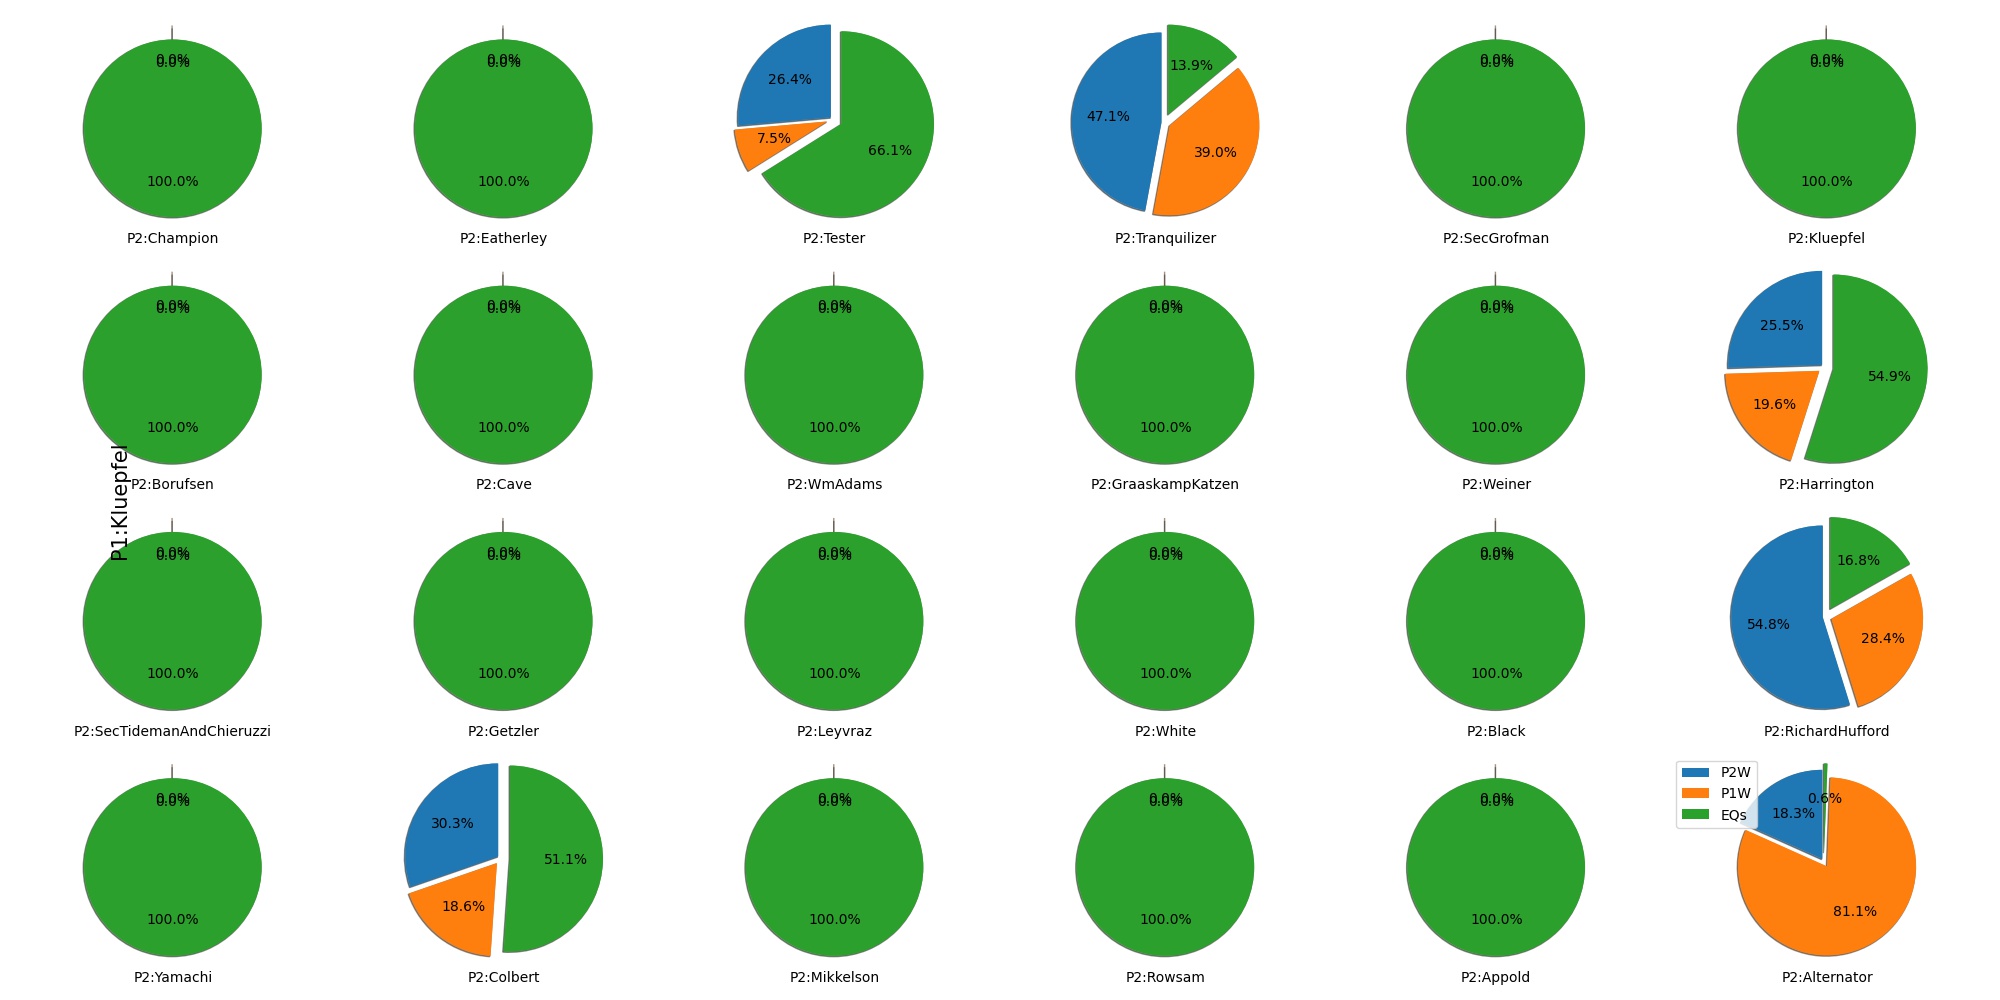 0.0%
0.0%
100.0%
P2:Champion
0.0%
0.0%
100.0%
P2:Eatherley
26.4%
7.5%
66.1%
P2:Tester
13.9%
47.1%
39.0%
P2:Tranquilizer
0.0%
0.0%
100.0%
P2:SecGrofman
0.0%
0.0%
100.0%
P2:Kluepfel
0.0%
0.0%
100.0%
P2:Borufsen
0.0%
0.0%
100.0%
P2:Cave
0.0%
0.0%
100.0%
P2:WmAdams
0.0%
0.0%
100.0%
P2:GraaskampKatzen
0.0%
0.0%
100.0%
P2:Weiner
25.5%
54.9%
19.6%
P2:Harrington
P1:Kluepfel
0.0%
0.0%
100.0%
P2:SecTidemanAndChieruzzi
0.0%
0.0%
100.0%
P2:Getzler
0.0%
0.0%
100.0%
P2:Leyvraz
0.0%
0.0%
100.0%
P2:White
0.0%
0.0%
100.0%
P2:Black
16.8%
54.8%
28.4%
P2:RichardHufford
0.0%
0.0%
100.0%
P2:Yamachi
30.3%
51.1%
18.6%
P2:Colbert
0.0%
0.0%
100.0%
P2:Mikkelson
0.0%
0.0%
100.0%
P2:Rowsam
0.0%
0.0%
100.0%
P2:Appold
P2W
P1W
EQs
0.6%
18.3%
81.1%
P2:Alternator